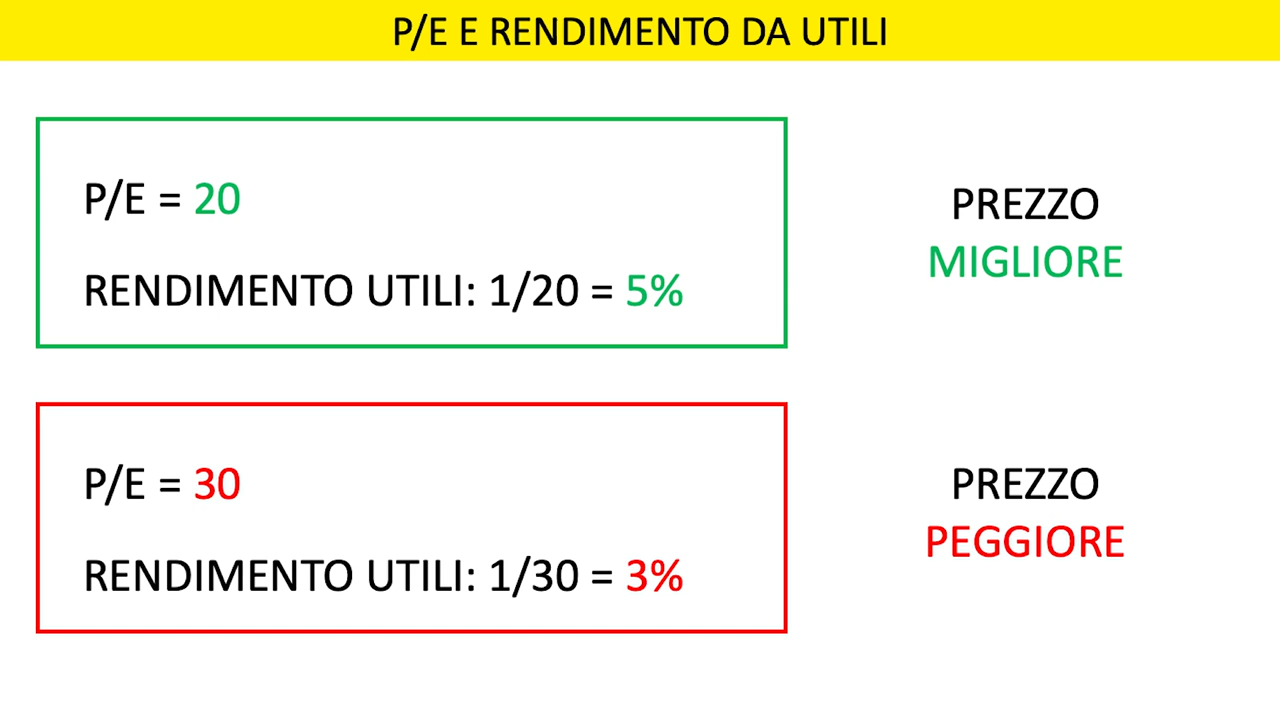 P/E E RENDIMENTO DA UTILI
P/E = 20
RENDIMENTO UTILI: 1/20 = 5%
PREZZO
MIGLIORE
P/E = 30
RENDIMENTO UTILI: 1/30 = 3%
PREZZO
PEGGIORE